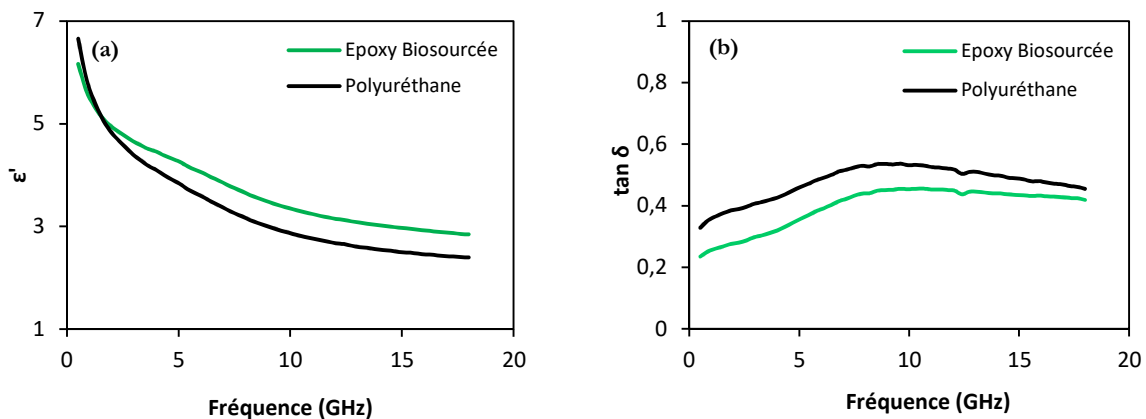 (a)
7
5
3
1
ε'
Epoxy Biosourcée
Polyuréthane
0
5
10
15
20
Fréquence (GHz)
(b)
1
0,8
0,6
0,4
0,2
0
tan δ
Epoxy Biosourcée
Polyuréthane
0
5
10
15
20
Fréquence (GHz)